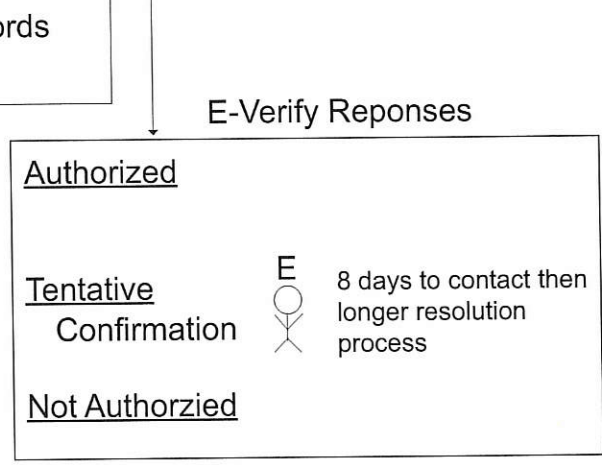 ords
E-Verify Reponses
Authorized
Tentative
Confirmation
E
8 days to contact then
longer resolution
process
Not Authorzied